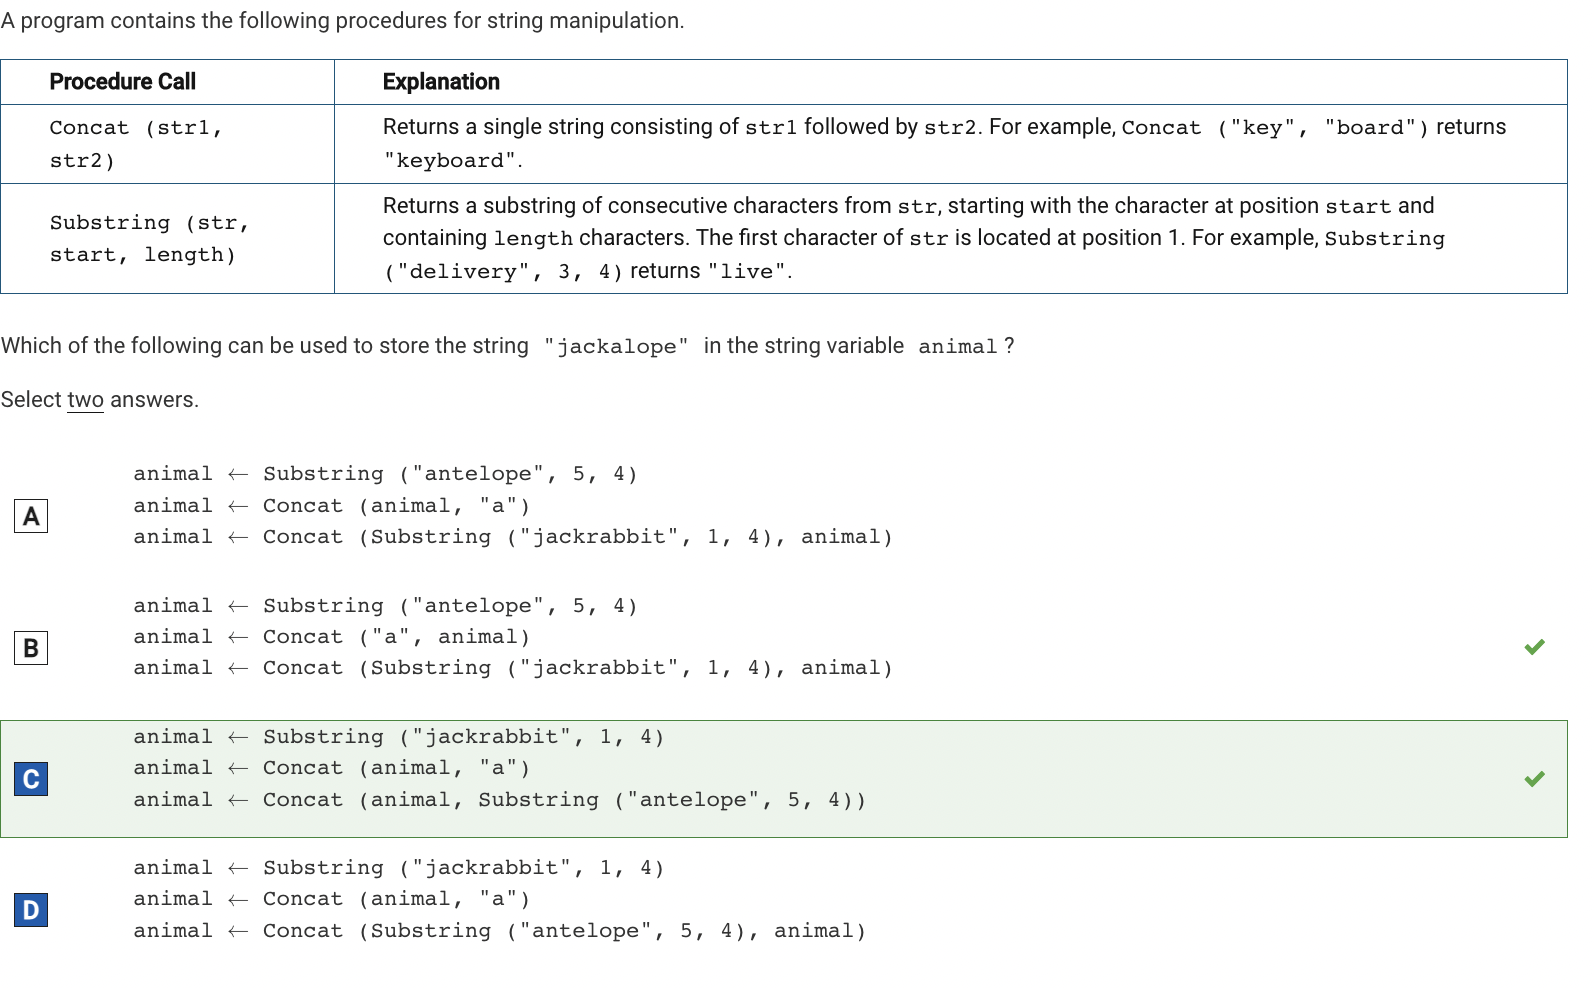 A program contains the following procedures for string manipulation.
Procedure Call
Explanation
Concat (str1,
str2)
Returns a single string consisting of str1 followed by str2. For example, Concat ("key", "board") returns
"keyboard".
Substring (str,
start, length)
Returns a substring of consecutive characters from str, starting with the character at position start and
containing length characters. The first character of str is located at position 1. For example, Substring
("delivery", 3, 4) returns "live".
Which of the following can be used to store the string "jackalope" in the string variable animal ?
Select two answers.
A
animal ← Substring ("antelope", 5, 4)
animal ← Concat (animal, "a")
animal ← Concat (Substring ("jackrabbit", 1, 4), animal)
B
animal ← Substring ("antelope", 5, 4)
animal ← Concat ("a", animal)
animal ← Concat (Substring ("jackrabbit", 1, 4), animal)
C
animal ← Substring ("jackrabbit", 1, 4)
animal ← Concat (animal, "a")
animal ← Concat (animal, Substring ("antelope", 5, 4))
D
animal ← Substring ("jackrabbit", 1, 4)
animal ← Concat (animal, "a")
animal ← Concat (Substring ("antelope", 5, 4), animal)